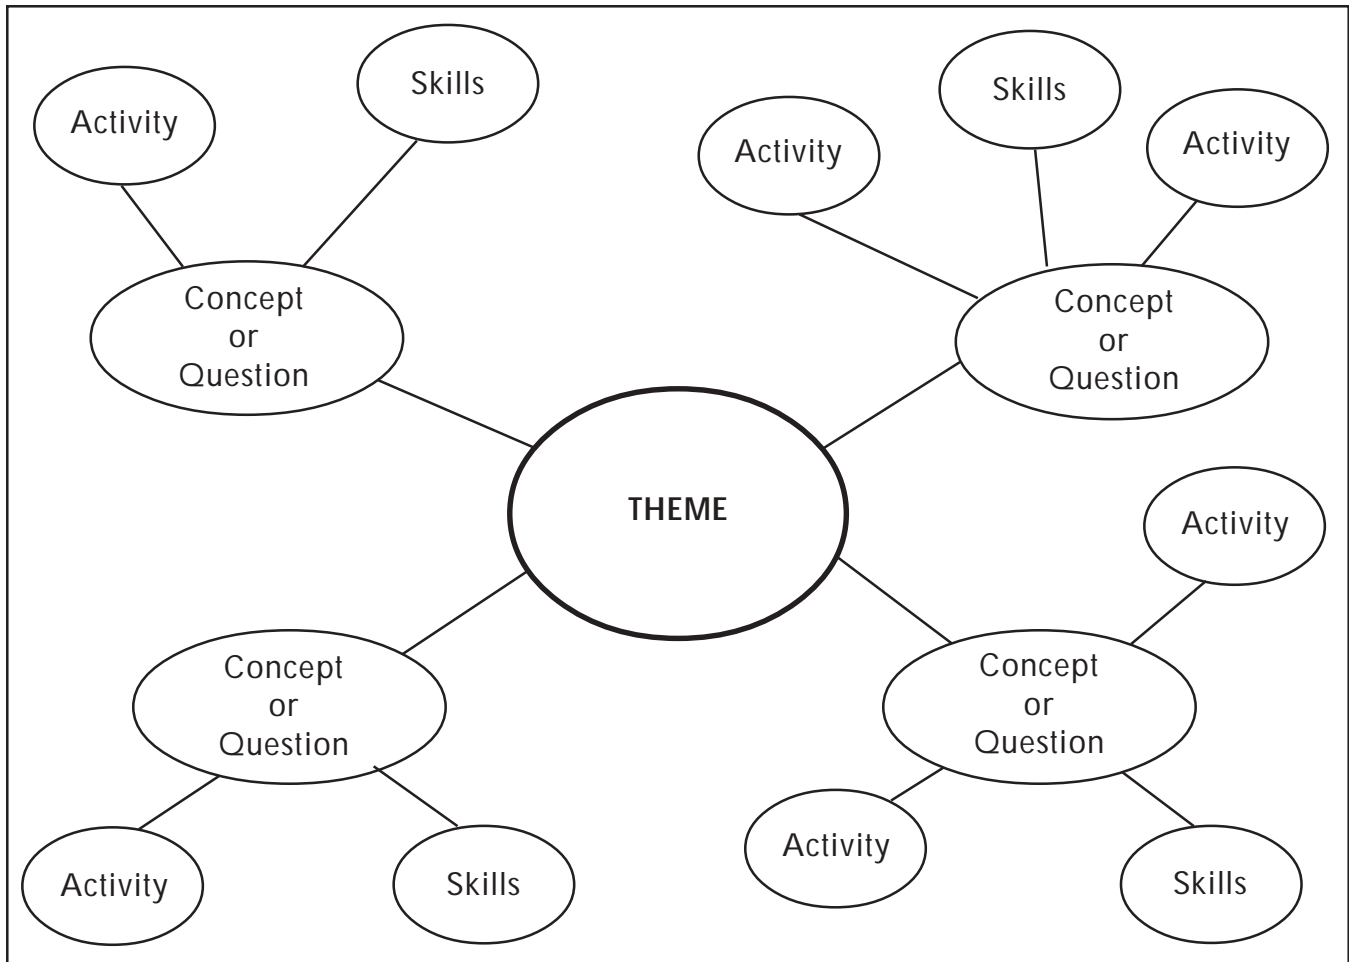 Skills
Skills
Activity
Activity
Activity
Concept
or
Question
Concept
or
Question
THEME
Activity
Concept
or
Question
Concept
or
Question
Activity
Activity
Skills
Skills